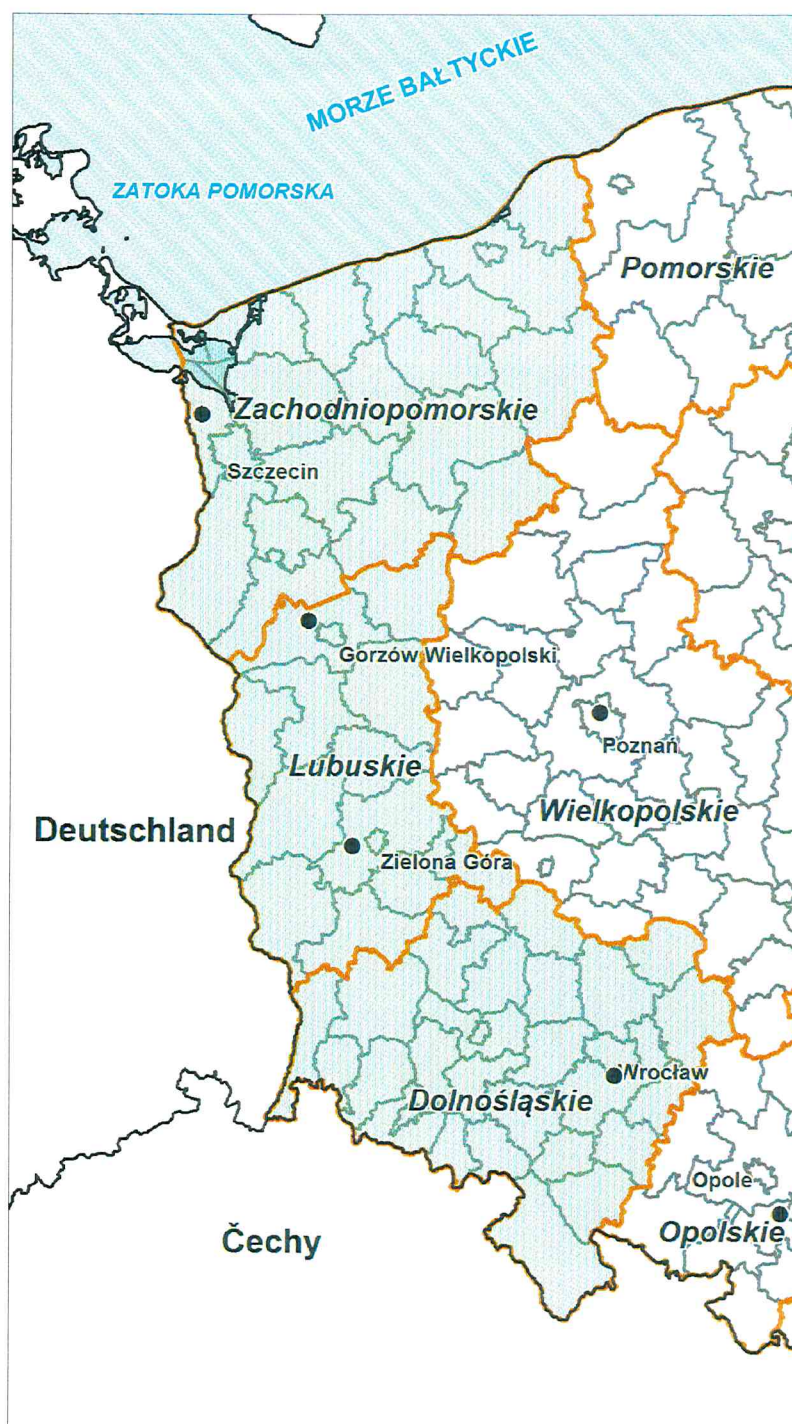 MORZE BAŁTYCKIE
ZATOKA POMORSKA
Pomorskie
Zachodniopomorskie
Szczecin
Gorzów Wielkopolski
Poznań
Lubuskie
Wielkopolskie
Deutschland
Zielona Góra
Wrocław
Dolnośląskie
Opole
Opolskie
Čechy